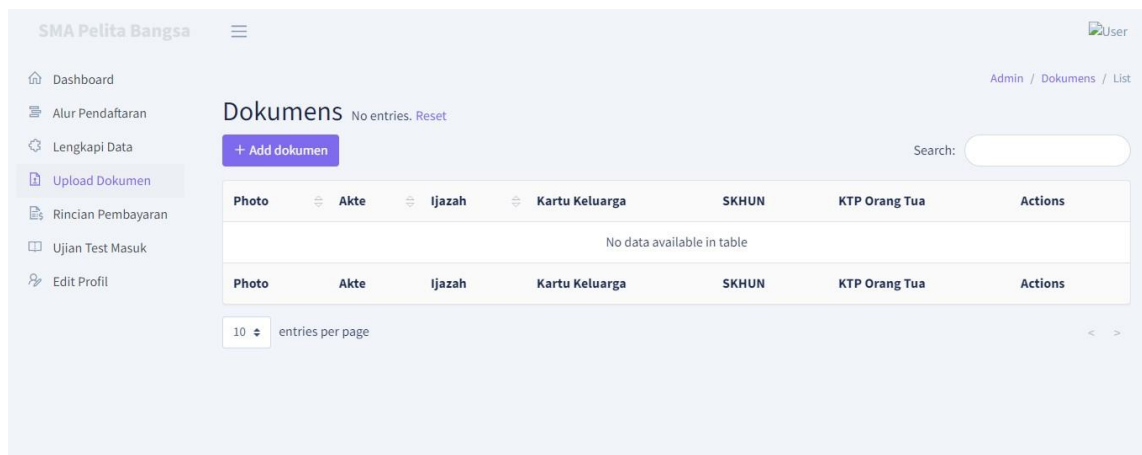 SMA Pelita Bangsa
User
Admin / Dokumens / List
Dashboard
Alur Pendaftaran
Lengkapi Data
Upload Dokumen
Rincian Pembayaran
Ujian Test Masuk
Edit Profil
Dokumens No entries. Reset
+ Add dokumen
Search:
Photo Akte Ijazah Kartu Keluarga SKHUN KTP Orang Tua Actions
No data available in table
Photo Akte Ijazah Kartu Keluarga SKHUN KTP Orang Tua Actions
10 entries per page
< >